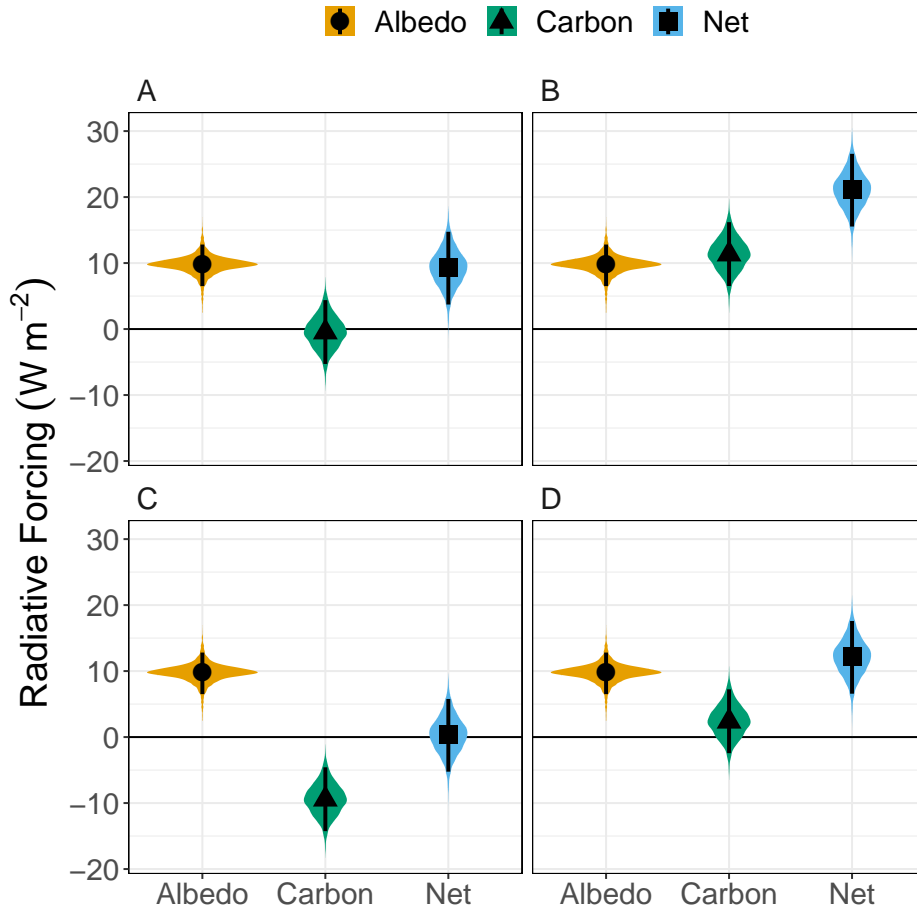 Albedo Carbon Net
A B
30
20
10
0
−10
−20
C D
30
20
10
0
−10
−20
Radiative Forcing (W m⁻²)
Albedo Carbon Net Albedo Carbon Net